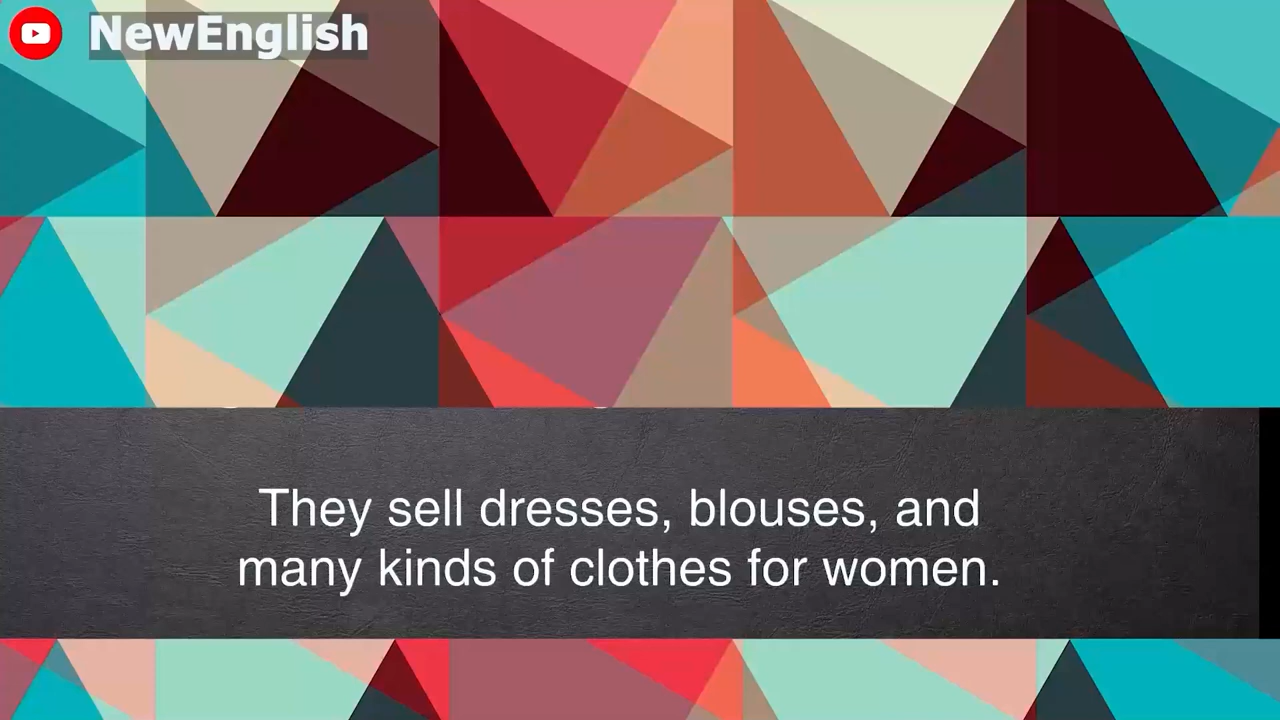 NewEnglish
They sell dresses, blouses, and
many kinds of clothes for women.